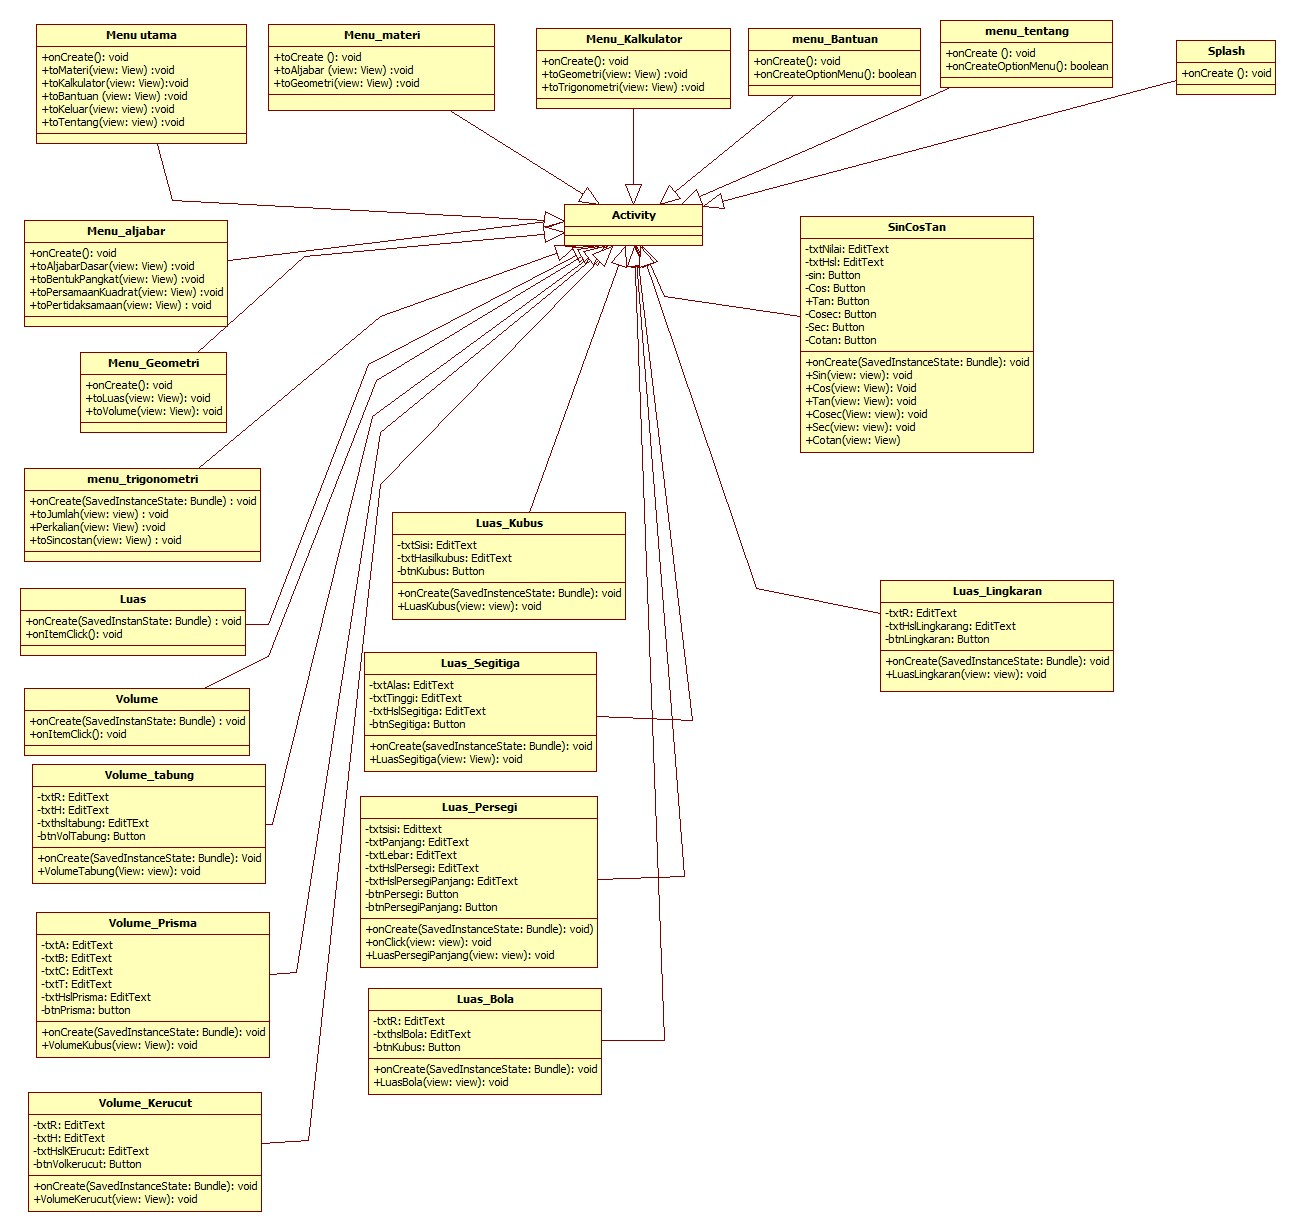 Menu utama
+onCreate(): void
+toMateri(view: View) :void
+toKalkulator(view: View):void
+toBantuan (view: View) :void
+toKeluar(view: view) :void
+toTentang(view: view) :void
Menu_materi
+toCreate (): void
+toAljabar (view: View) :void
+toGeometri(view: View) :void
Menu_Kalkulator
+onCreate(): void
+toGeometri(view: View) :void
+toTrigonometri(view: View) :void
menu_Bantuan
+onCreate(): void
+onCreateOptionMenu(): boolean
menu_tentang
+onCreate (): void
+onCreateOptionMenu(): boolean
Splash
+onCreate (): void
Activity
Menu_aljabar
+onCreate(): void
+toAljabarDasar(view: View) :void
+toBentukPangkat(view: View) :void
+toPersamaanKuadrat(view: View) :void
+toPertidaksamaan(view: View) : void
SinCosTan
-txtNilai: EditText
-txtHsl: EditText
-sin: Button
-Cos: Button
+Tan: Button
-Cosec: Button
-Sec: Button
-Cotan: Button
+onCreate(SavedInstanceState: Bundle): void
+Sin(view: view): void
+Cos(view: View): Void
+Tan(view: View): void
+Cosec(View: view): void
+Sec(view: view): void
+Cotan(view: View)
Menu_Geometri
+onCreate(): void
+toLuas(view: View): void
+toVolume(view: View): void
menu_trigonometri
+onCreate(SavedInstanceState: Bundle) : void
+toJumlah(view: view) : void
+Perkalian(view: View) :void
+toSincostan(view: View) : void
Luas_Kubus
-txtSisi: EditText
-txtHasilkubus: EditText
-btnKubus: Button
+onCreate(SavedInstenceState: Bundle): void
+LuasKubus(view: view): void
Luas
+onCreate(SavedInstanState: Bundle) : void
+onItemClick(): void
Luas_Lingkaran
-txtR: EditText
-txtHslLingkarang: EditText
-btnLingkaran: Button
+onCreate(SavedInstanceState: Bundle): void
+LuasLingkaran(view: view): void
Luas_Segitiga
-txtAlas: EditText
-txtTinggi: EditText
-txtHslSegitiga: EditText
-btnSegitiga: Button
+onCreate(savedInstanceState: Bundle): void
+LuasSegitiga(view: View): void
Volume
+onCreate(SavedInstanState: Bundle) : void
+onItemClick(): void
Volume_tabung
-txtR: EditText
-txtH: EditText
-txthsltabung: EditTExt
-btnVolTabung: Button
+onCreate(SavedInstanceState: Bundle): Void
+VolumeTabung(View: view): void
Luas_Persegi
-txtsisi: Edittext
-txtPanjang: EditText
-txtLebar: EditText
-txtHslPersegi: EditText
-txtHslPersegiPanjang: EditText
-btnPersegi: Button
-btnPersegiPanjang: Button
+onCreate(SavedInstanceState: Bundle): void)
+onClick(view: view): void
+LuasPersegiPanjang(view: view): void
Volume_Prisma
-txtA: EditText
-txtB: EditText
-txtC: EditText
-txtT: EditText
-txtHslPrisma: EditText
-btnPrisma: button
+onCreate(SavedInstanceState: Bundle): void
+VolumeKubus(view: View): void
Luas_Bola
-txtR: EditText
-txthslBola: EditText
-btnKubus: Button
+onCreate(SavedInstanceState: Bundle): void
+LuasBola(view: view): void
Volume_Kerucut
-txtR: EditText
-txtH: EditText
-txtHslKErucut: EditText
-btnVolkerucut: Button
+onCreate(SavedInstanceState: Bundle): void
+VolumeKerucut(view: View): void